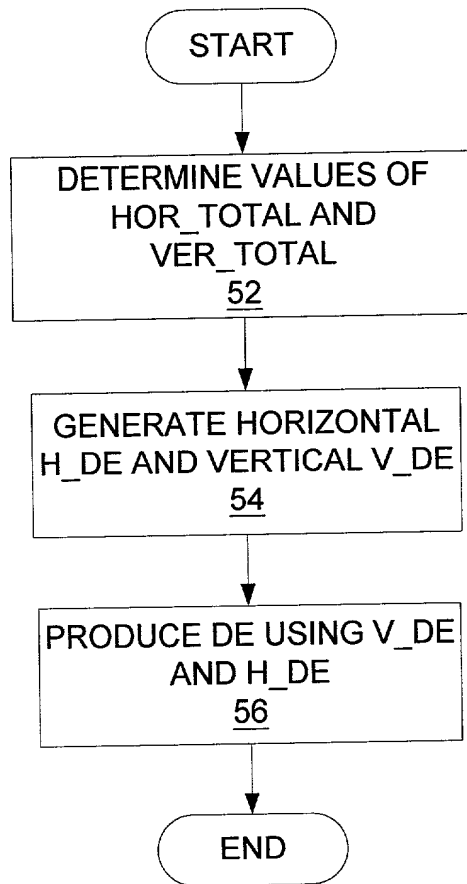 START
DETERMINE VALUES OF
HOR_TOTAL AND
VER_TOTAL
52
GENERATE HORIZONTAL
H_DE AND VERTICAL V_DE
54
PRODUCE DE USING V_DE
AND H_DE
56
END